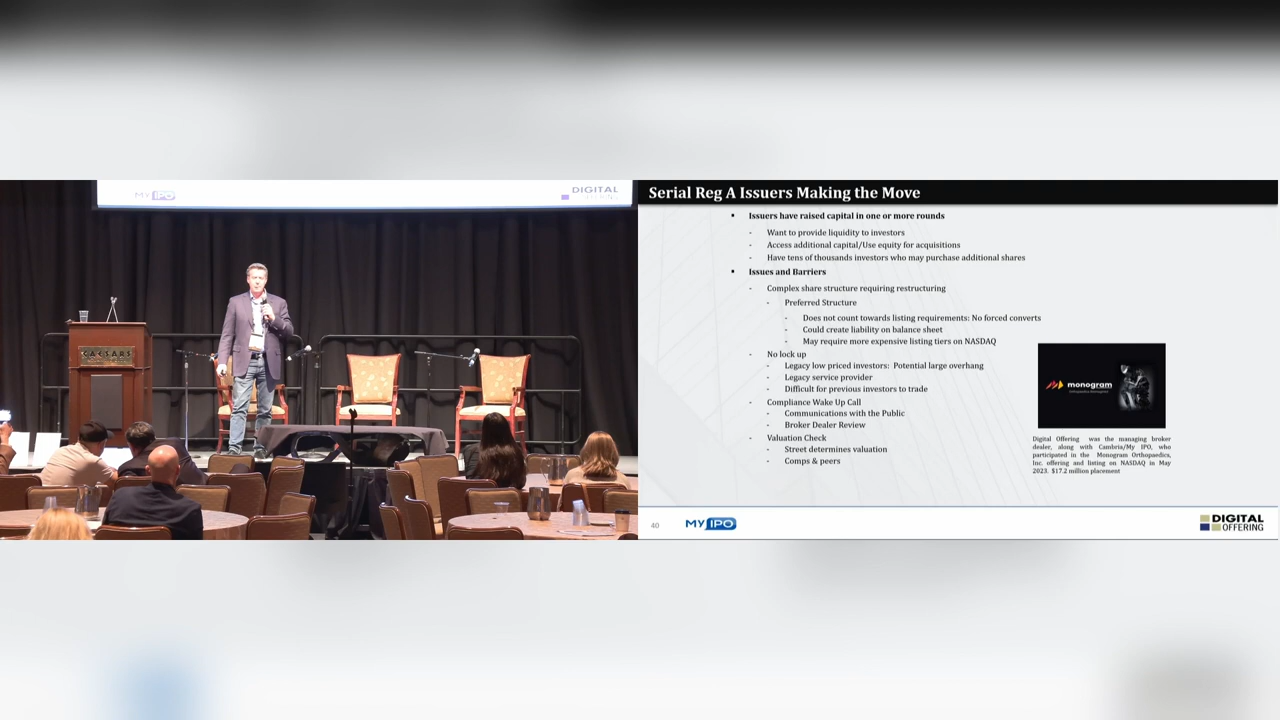 MY IPO
DIGITAL
OFFERING
CAESARS
Serial Reg A Issuers Making the Move
▪ Issuers have raised capital in one or more rounds
- Want to provide liquidity to investors
- Access additional capital/Use equity for acquisitions
- Have tens of thousands investors who may purchase additional shares
▪ Issues and Barriers
- Complex share structure requiring restructuring
- Preferred Structure
- Does not count towards listing requirements: No forced converts
- Could create liability on balance sheet
- May require more expensive listing tiers on NASDAQ
- No lock up
- Legacy low priced investors: Potential large overhang
- Legacy service provider
- Difficult for previous investors to trade
- Compliance Wake Up Call
- Communications with the Public
- Broker Dealer Review
- Valuation Check
- Street determines valuation
- Comps & peers
monogram
Digital Offering was the managing broker
dealer, along with Cambria/My IPO, who
participated in the Monogram Orthopaedics,
Inc. offering and listing on NASDAQ in May
2023. $17.2 million placement
40
MY IPO
DIGITAL
OFFERING